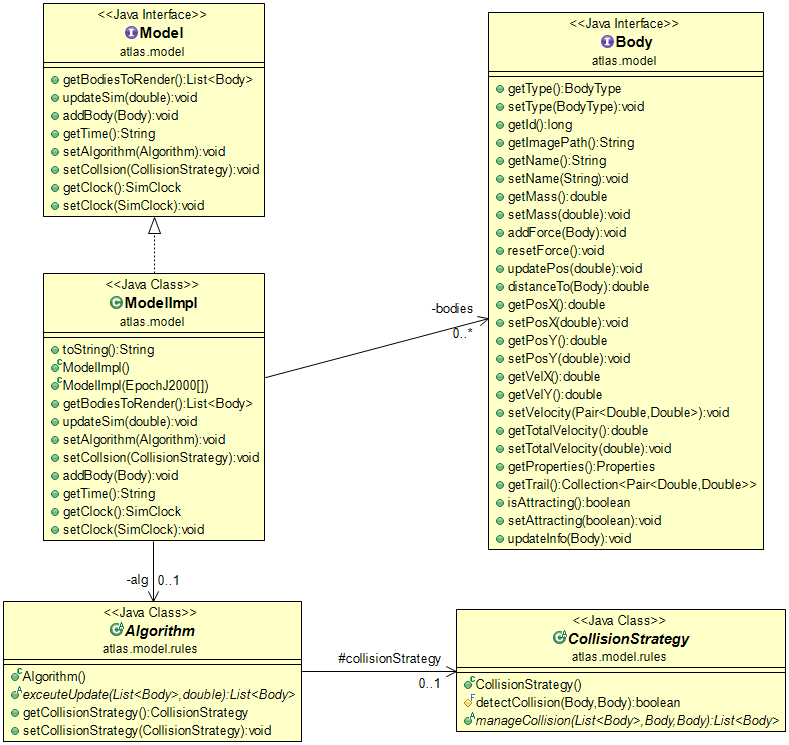 <<Java Interface>>
Model
atlas.model
getBodiesToRender():List<Body>
updateSim(double):void
addBody(Body):void
getTime():String
setAlgorithm(Algorithm):void
setCollsion(CollisionStrategy):void
getClock():SimClock
setClock(SimClock):void
<<Java Interface>>
Body
atlas.model
getType():BodyType
setType(BodyType):void
getId():long
getImagePath():String
getName():String
setName(String):void
getMass():double
setMass(double):void
addForce(Body):void
resetForce():void
updatePos(double):void
distanceTo(Body):double
getPosX():double
setPosX(double):void
getPosY():double
setPosY(double):void
getVelX():double
getVelY():double
setVelocity(Pair<Double,Double>):void
getTotalVelocity():double
setTotalVelocity(double):void
getProperties():Properties
getTrail():Collection<Pair<Double,Double>>
isAttracting():boolean
setAttracting(boolean):void
updateInfo(Body):void
<<Java Class>>
ModelImpl
atlas.model
toString():String
ModelImpl()
ModelImpl(EpochJ2000[])
getBodiesToRender():List<Body>
updateSim(double):void
setAlgorithm(Algorithm):void
setCollsion(CollisionStrategy):void
addBody(Body):void
getTime():String
getClock():SimClock
setClock(SimClock):void
-bodies
0..*
-alg 0..1
<<Java Class>>
Algorithm
atlas.model.rules
Algorithm()
exceuteUpdate(List<Body>,double):List<Body>
getCollisionStrategy():CollisionStrategy
setCollisionStrategy(CollisionStrategy):void
#collisionStrategy
0..1
<<Java Class>>
CollisionStrategy
atlas.model.rules
CollisionStrategy()
detectCollision(Body,Body):boolean
manageCollision(List<Body>,Body,Body):List<Body>